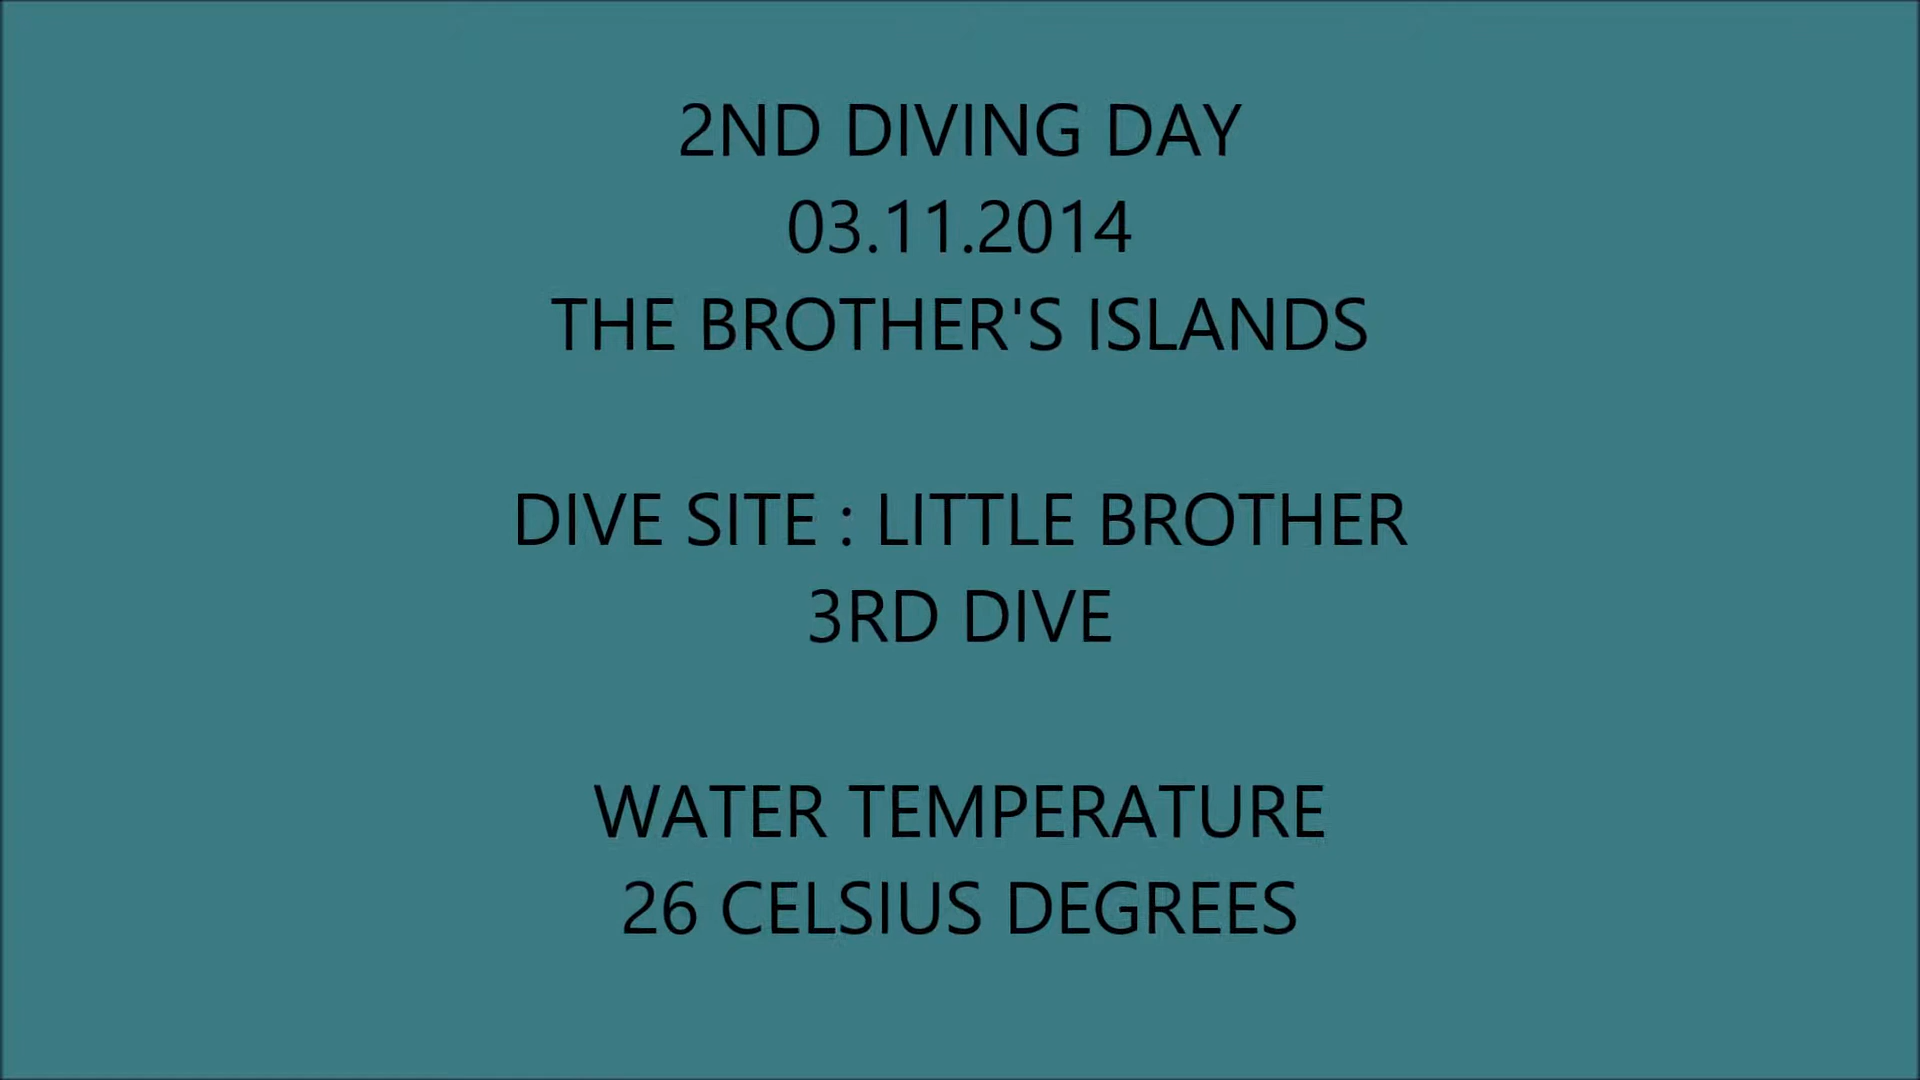 2ND DIVING DAY
03.11.2014
THE BROTHER'S ISLANDS
DIVE SITE : LITTLE BROTHER
3RD DIVE
WATER TEMPERATURE
26 CELSIUS DEGREES